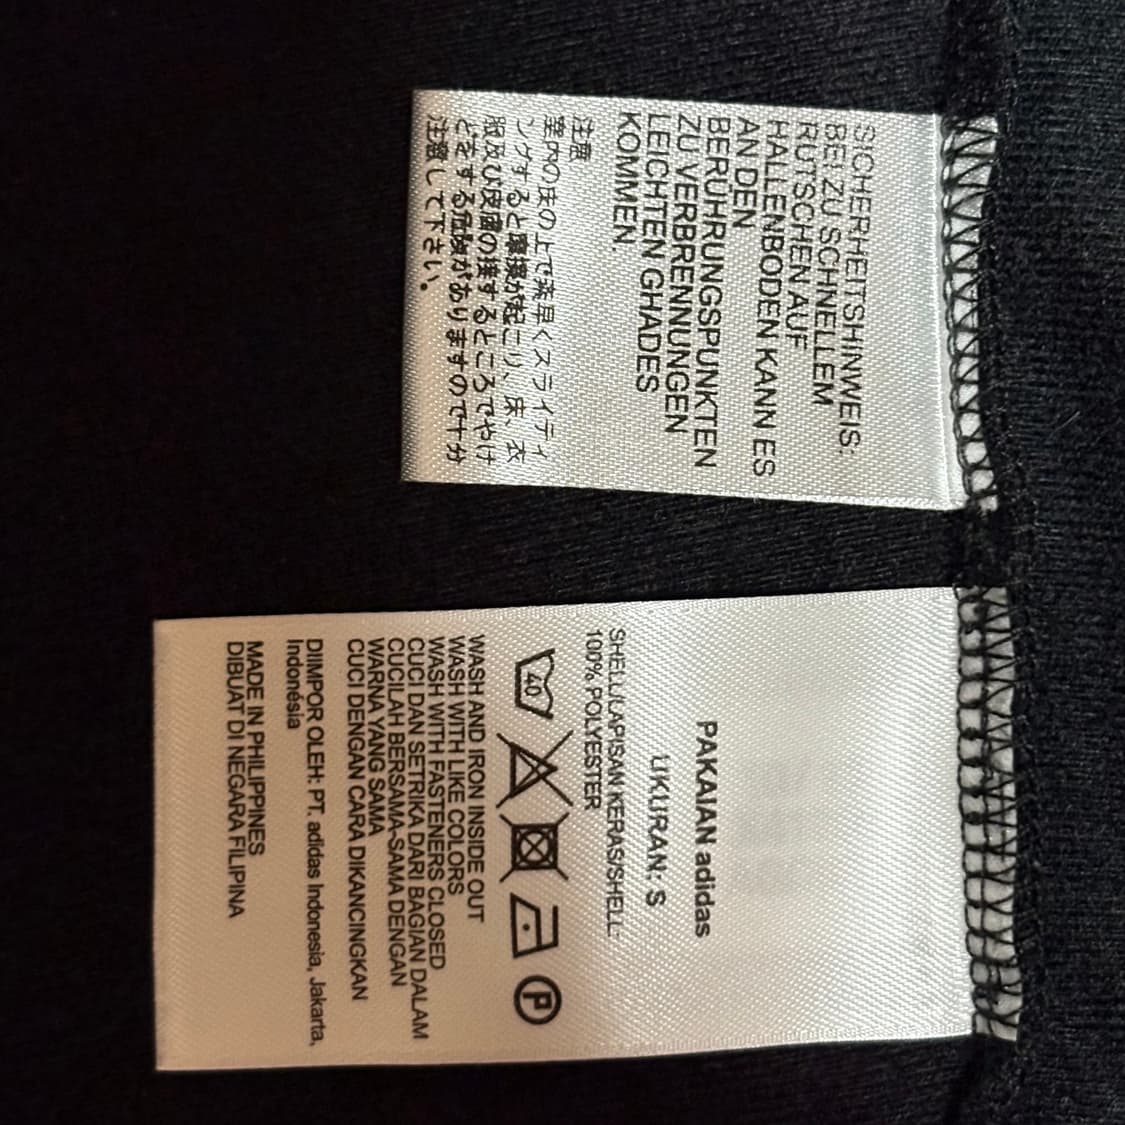 SICHERHEITSHINWEIS:
BEI ZU SCHNELLEM
RUTSCHEN AUF
HALLENBODEN KANN ES
AN DEN
BERÜHRUNGSPUNKTEN
ZU VERBRENNUNGEN
LEICHTEN GHADES
KOMMEN.
注意
室内の床の上で素早くスライディ
ングすると摩擦が起こり、床、衣
服及び皮膚の接するところでやけ
どをする危険がありますので十分
注意して下さい。
PAKAIAN adidas
UKURAN: S
SHELL/LAPISAN KERAS/SHELL:
100% POLYESTER
40
P
WASH AND IRON INSIDE OUT
WASH WITH LIKE COLORS
WASH WITH FASTENERS CLOSED
CUCI DAN SETRIKA DARI BAGIAN DALAM
CUCILAH BERSAMA-SAMA DENGAN
WARNA YANG SAMA
CUCI DENGAN CARA DIKANCINGKAN
DIIMPOR OLEH: PT. adidas Indonesia, Jakarta,
Indonésia
MADE IN PHILIPPINES
DIBUAT DI NEGARA FILIPINA